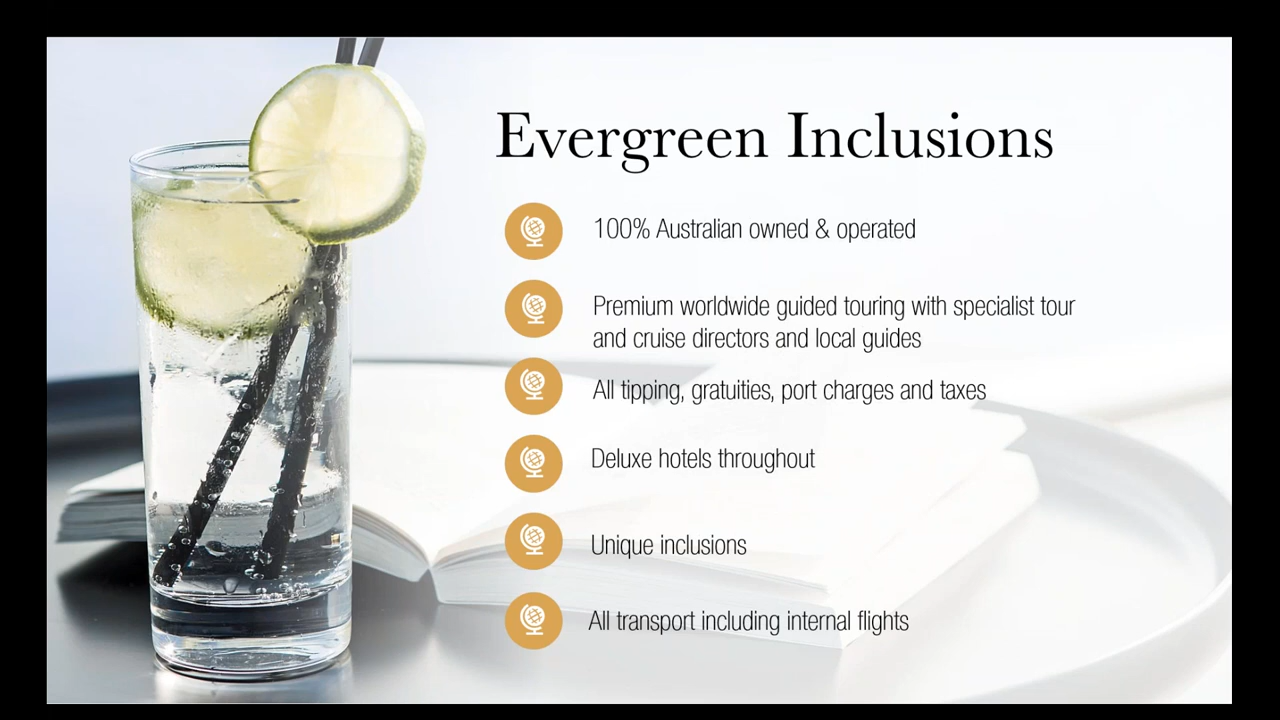 Evergreen Inclusions
100% Australian owned & operated
Premium worldwide guided touring with specialist tour
and cruise directors and local guides
All tipping, gratuities, port charges and taxes
Deluxe hotels throughout
Unique inclusions
All transport including internal flights